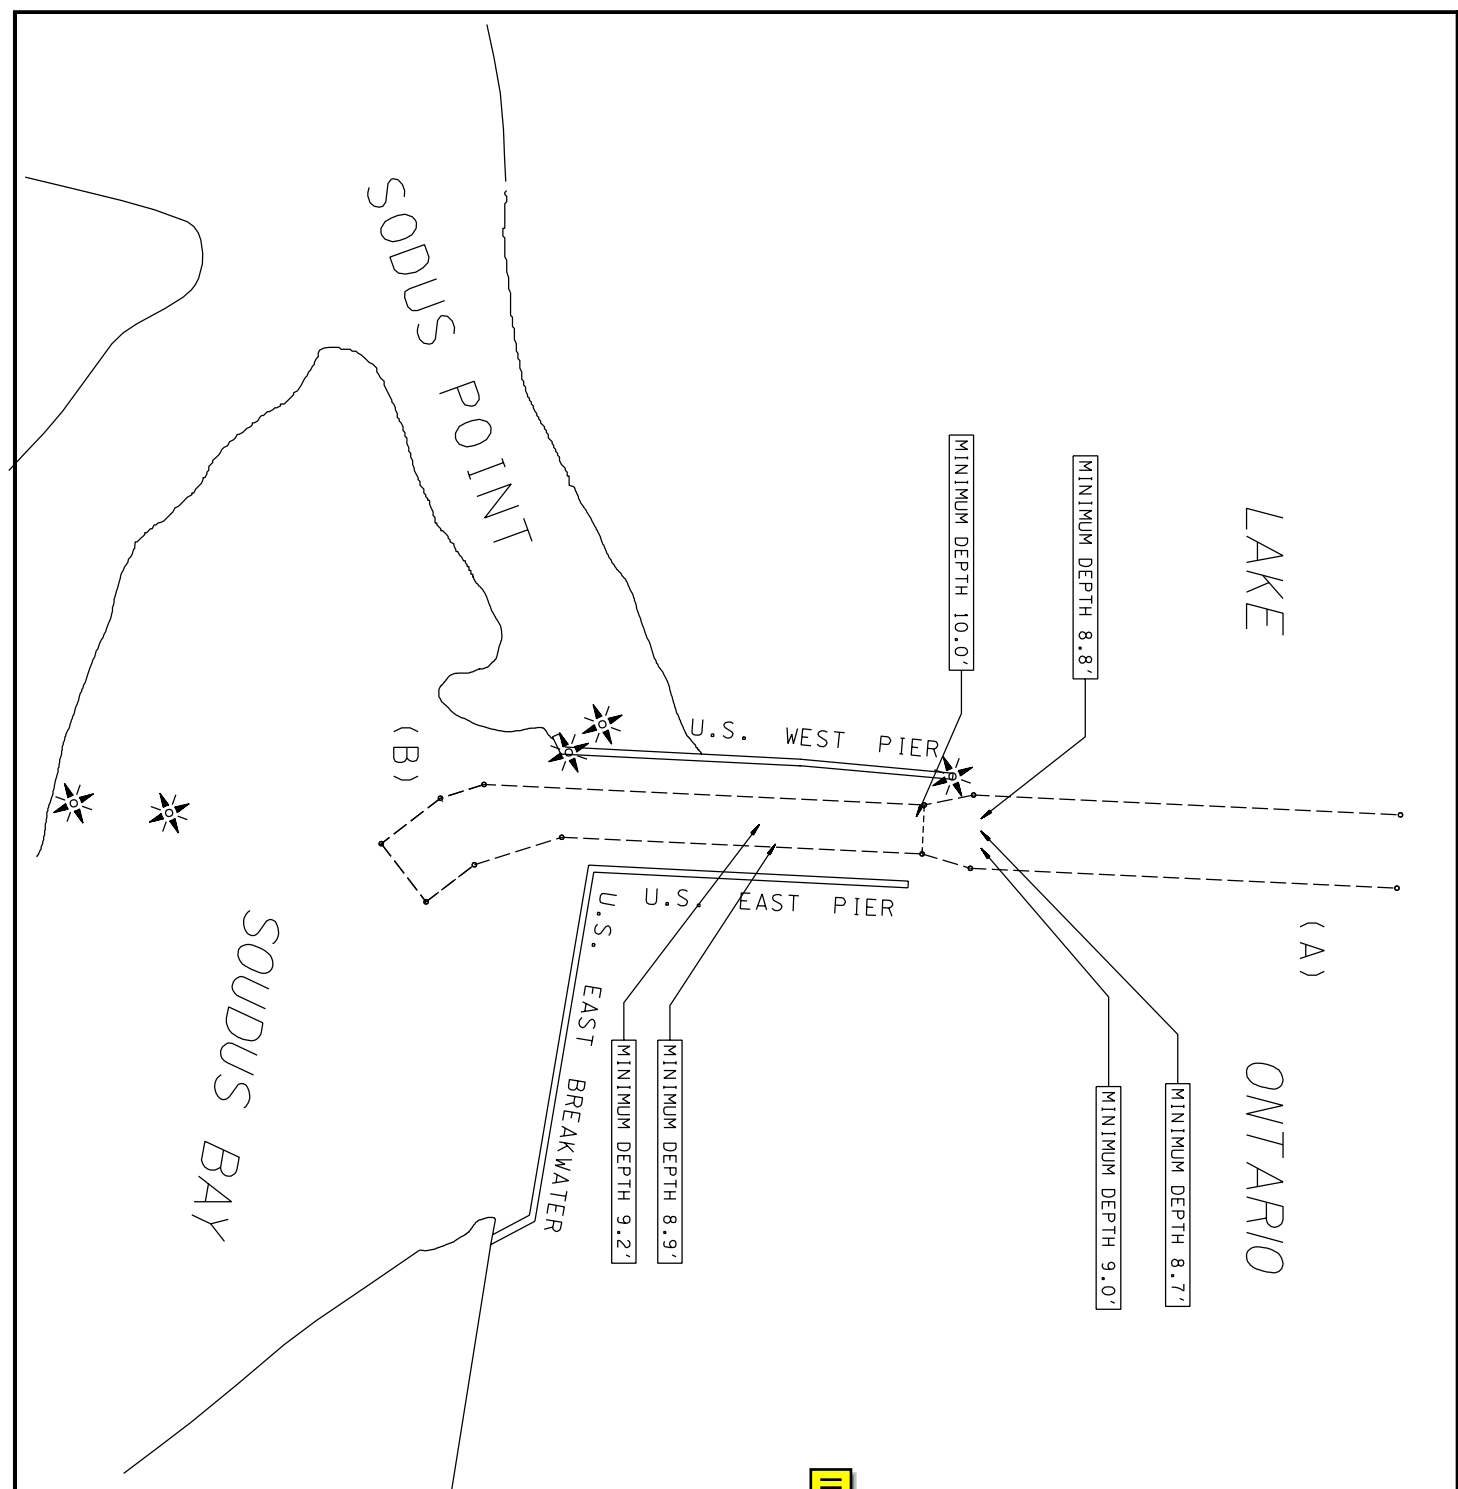 LAKE
ONTARIO
(A)
MINIMUM DEPTH 8.8'
MINIMUM DEPTH 10.0'
MINIMUM DEPTH 8.7'
MINIMUM DEPTH 9.0'
U.S. WEST PIER
U.S. EAST PIER
MINIMUM DEPTH 8.9'
MINIMUM DEPTH 9.2'
U.S. EAST BREAKWATER
SODUS POINT
(B)
SOUDUS BAY